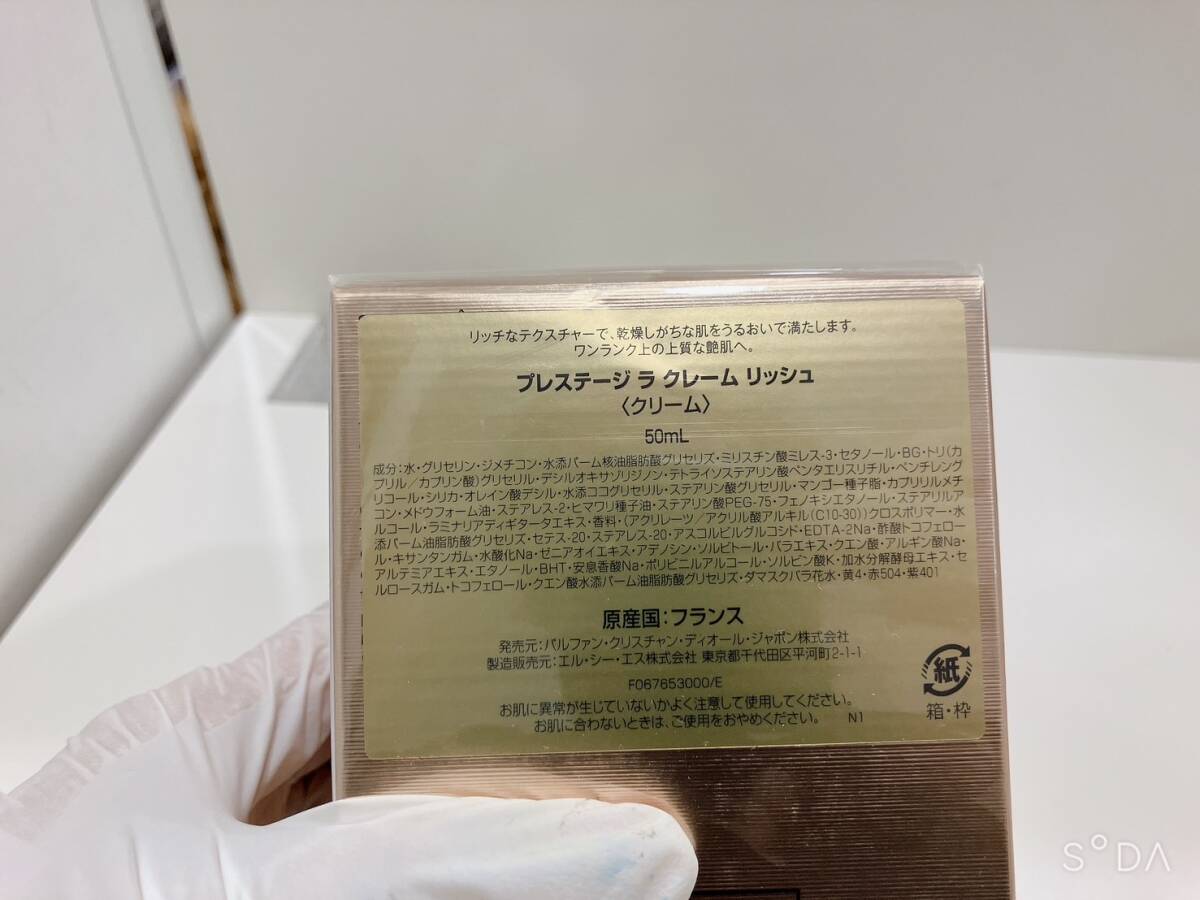 リッチなテクスチャーで、乾燥しがちな肌をうるおいで満たします。
ワンランク上の上質な艶肌へ。
プレステージ ラ クレーム リッシュ
〈クリーム〉
50mL
成分:水・グリセリン・ジメチコン・水添パーム核油脂肪酸グリセリズ・ミリスチン酸ミレス-3・セタノール・BG・トリ(カ
プリル/カプリン酸)グリセリル・デシルオキサゾリジノン・テトライソステアリン酸ペンタエリスリチル・ペンチレング
リコール・シリカ・オレイン酸デシル・水添ココグリセリル・ステアリン酸グリセリル・マンゴー種子脂・カプリリルメチ
コン・メドウフォーム油・ステアレス-2・ヒマワリ種子油・ステアリン酸PEG-75・フェノキシエタノール・ステアリルア
ルコール・ラミナリアディギタータエキス・香料・(アクリレーツ/アクリル酸アルキル(C10-30))クロスポリマー・水
添パーム油脂肪酸グリセリズ・セテス-20・ステアレス-20・アスコルビルグルコシド・EDTA-2Na・酢酸トコフェロー
ル・キサンタンガム・水酸化Na・ゼニアオイエキス・アデノシン・ソルビトール・バラエキス・クエン酸・アルギン酸Na・
アルテミアエキス・エタノール・BHT・安息香酸Na・ポリビニルアルコール・ソルビン酸K・加水分解酵母エキス・セ
ルロースガム・トコフェロール・クエン酸水添パーム油脂肪酸グリセリズ・ダマスクバラ花水・黄4・赤504・紫401
原産国:フランス
発売元:パルファン・クリスチャン・ディオール・ジャポン株式会社
製造販売元:エル・シー・エス株式会社 東京都千代田区平河町2-1-1
F067653000/E
お肌に異常が生じていないかよく注意して使用してください。
お肌に合わないときは、ご使用をおやめください。 N1
紙
箱・枠
SODA